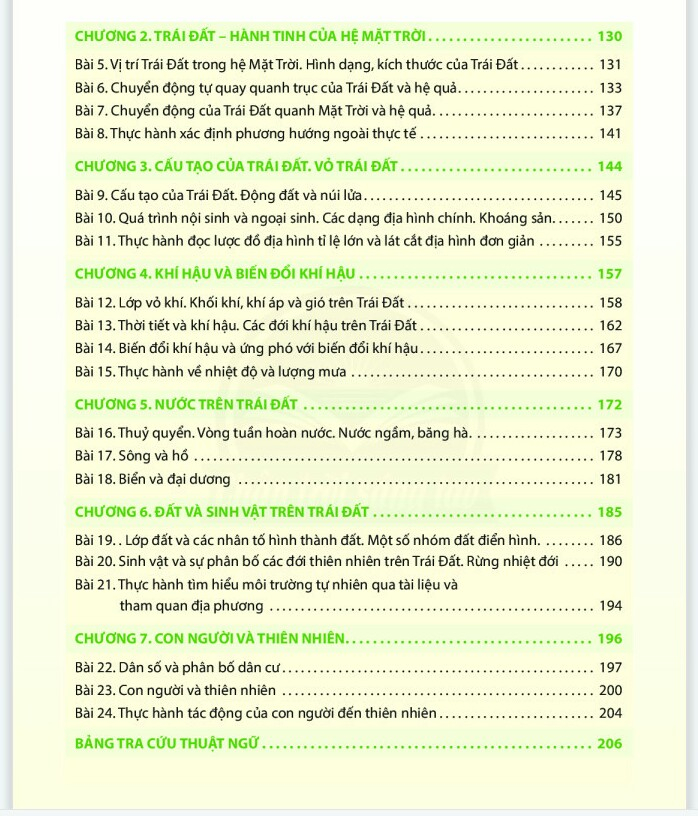 CHƯƠNG 2. TRÁI ĐẤT – HÀNH TINH CỦA HỆ MẶT TRỜI........................ 130
Bài 5. Vị trí Trái Đất trong hệ Mặt Trời. Hình dạng, kích thước của Trái Đất........... 131
Bài 6. Chuyển động tự quay quanh trục của Trái Đất và hệ quả.................... 133
Bài 7. Chuyển động của Trái Đất quanh Mặt Trời và hệ quả........................ 137
Bài 8. Thực hành xác định phương hướng ngoài thực tế .......................... 141
CHƯƠNG 3. CẤU TẠO CỦA TRÁI ĐẤT. VỎ TRÁI ĐẤT............................. 144
Bài 9. Cấu tạo của Trái Đất. Động đất và núi lửa.................................. 145
Bài 10. Quá trình nội sinh và ngoại sinh. Các dạng địa hình chính. Khoáng sản...... 150
Bài 11. Thực hành đọc lược đồ địa hình tỉ lệ lớn và lát cắt địa hình đơn giản ........ 155
CHƯƠNG 4. KHÍ HẬU VÀ BIẾN ĐỔI KHÍ HẬU ................................... 157
Bài 12. Lớp vỏ khí. Khối khí, khí áp và gió trên Trái Đất............................ 158
Bài 13. Thời tiết và khí hậu. Các đới khí hậu trên Trái Đất.......................... 162
Bài 14. Biến đổi khí hậu và ứng phó với biến đổi khí hậu.......................... 167
Bài 15. Thực hành về nhiệt độ và lượng mưa .................................... 170
CHƯƠNG 5. NƯỚC TRÊN TRÁI ĐẤT ........................................... 172
Bài 16. Thuỷ quyển. Vòng tuần hoàn nước. Nước ngầm, băng hà.................. 173
Bài 17. Sông và hồ .......................................................... 178
Bài 18. Biển và đại dương .................................................... 181
CHƯƠNG 6. ĐẤT VÀ SINH VẬT TRÊN TRÁI ĐẤT ................................. 185
Bài 19. . Lớp đất và các nhân tố hình thành đất. Một số nhóm đất điển hình. ........ 186
Bài 20. Sinh vật và sự phân bố các đới thiên nhiên trên Trái Đất. Rừng nhiệt đới ..... 190
Bài 21. Thực hành tìm hiểu môi trường tự nhiên qua tài liệu và
tham quan địa phương ................................................ 194
CHƯƠNG 7. CON NGƯỜI VÀ THIÊN NHIÊN..................................... 196
Bài 22. Dân số và phân bố dân cư.............................................. 197
Bài 23. Con người và thiên nhiên .............................................. 200
Bài 24. Thực hành tác động của con người đến thiên nhiên....................... 204
BẢNG TRA CỨU THUẬT NGỮ................................................. 206